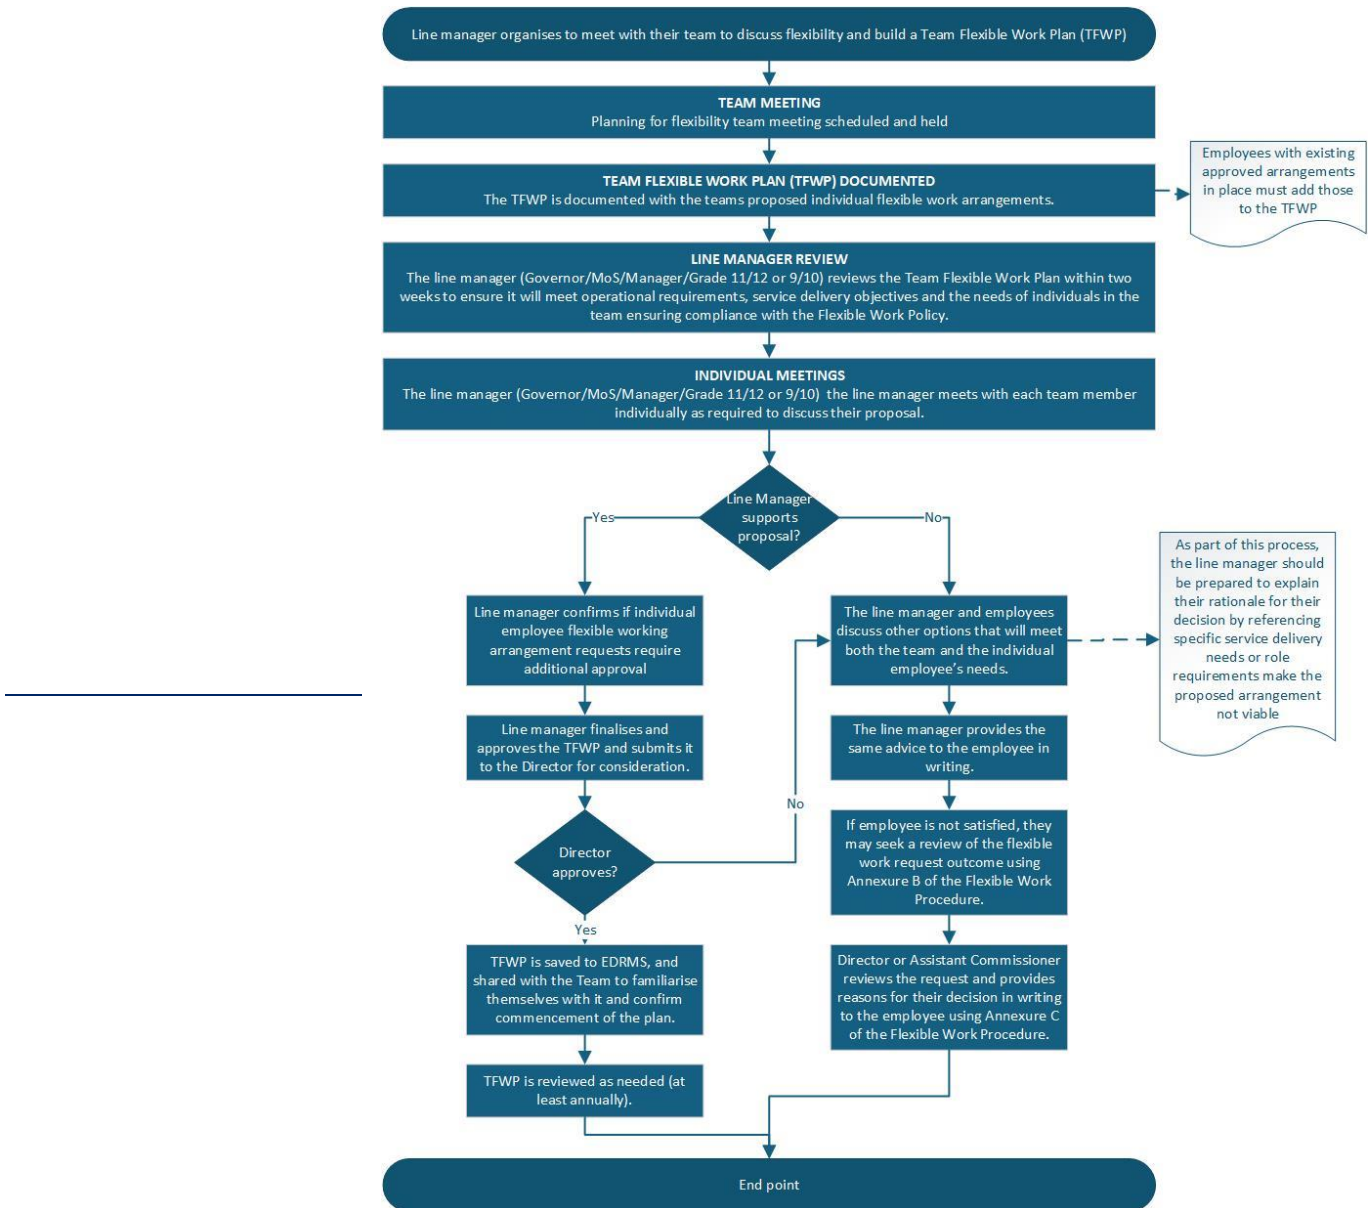 Line manager organises to meet with their team to discuss flexibility and build a Team Flexible Work Plan (TFWP)
TEAM MEETING
Planning for flexibility team meeting scheduled and held
TEAM FLEXIBLE WORK PLAN (TFWP) DOCUMENTED
The TFWP is documented with the teams proposed individual flexible work arrangements.
Employees with existing
approved arrangements
in place must add those
to the TFWP
LINE MANAGER REVIEW
The line manager (Governor/MoS/Manager/Grade 11/12 or 9/10) reviews the Team Flexible Work Plan within two
weeks to ensure it will meet operational requirements, service delivery objectives and the needs of individuals in the
team ensuring compliance with the Flexible Work Policy.
INDIVIDUAL MEETINGS
The line manager (Governor/MoS/Manager/Grade 11/12 or 9/10) the line manager meets with each team member
individually as required to discuss their proposal.
Line Manager
supports
proposal?
Yes
No
Line manager confirms if individual
employee flexible working
arrangement requests require
additional approval
The line manager and employees
discuss other options that will meet
both the team and the individual
employee's needs.
As part of this process,
the line manager should
be prepared to explain
their rationale for their
decision by referencing
specific service delivery
needs or role
requirements make the
proposed arrangement
not viable
Line manager finalises and
approves the TFWP and submits it
to the Director for consideration.
The line manager provides the
same advice to the employee in
writing.
No
Director
approves?
If employee is not satisfied, they
may seek a review of the flexible
work request outcome using
Annexure B of the Flexible Work
Procedure.
Yes
TFWP is saved to EDRMS, and
shared with the Team to familiarise
themselves with it and confirm
commencement of the plan.
Director or Assistant Commissioner
reviews the request and provides
reasons for their decision in writing
to the employee using Annexure C
of the Flexible Work Procedure.
TFWP is reviewed as needed (at
least annually).
End point